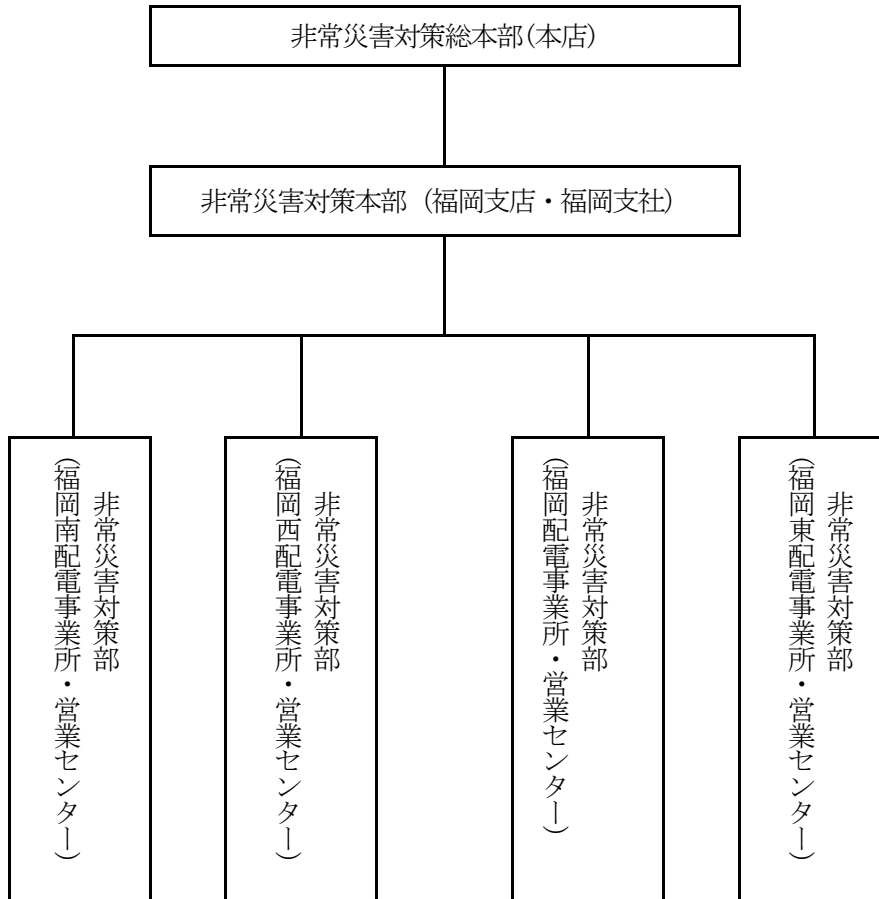 非常災害対策総本部(本店)
非常災害対策本部（福岡支店・福岡支社）
非常災害対策部
（福岡東配電事業所・営業センター）
非常災害対策部
（福岡配電事業所・営業センター）
非常災害対策部
（福岡西配電事業所・営業センター）
非常災害対策部
（福岡南配電事業所・営業センター）